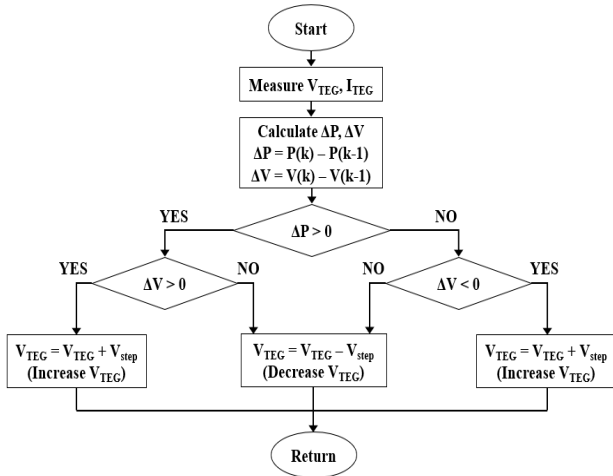 Start
Measure V_TEG, I_TEG
Calculate ΔP, ΔV
ΔP = P(k) – P(k-1)
ΔV = V(k) – V(k-1)
YES
NO
ΔP > 0
YES
NO
NO
YES
ΔV > 0
ΔV < 0
V_TEG = V_TEG + V_step
(Increase V_TEG)
V_TEG = V_TEG – V_step
(Decrease V_TEG)
V_TEG = V_TEG + V_step
(Increase V_TEG)
Return